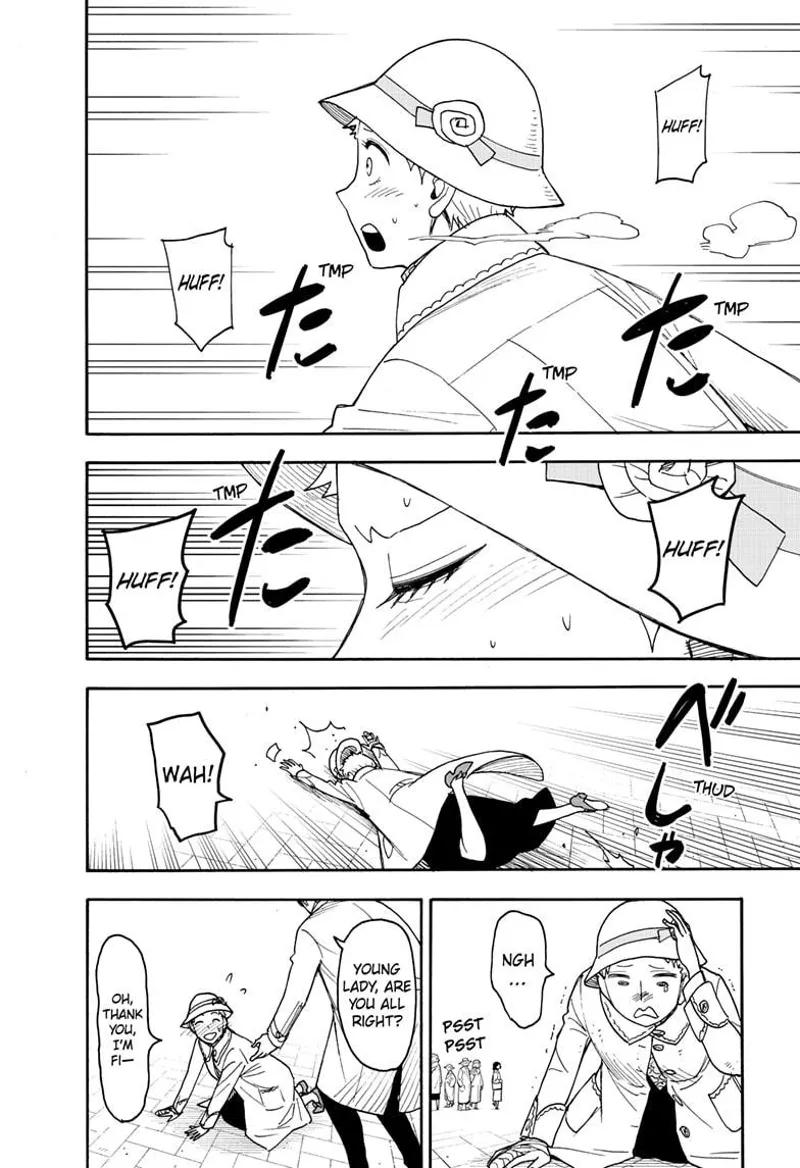 HUFF!
TMP
た
TMP
た
HUFF!
TMP
た
HUFF!
TMP
た
HUFF!
べしゃ
THUD
WAH!
NGH
...
PSST
PSST
YOUNG
LADY, ARE
YOU ALL
RIGHT?
OH,
THANK
YOU,
I'M
FI—